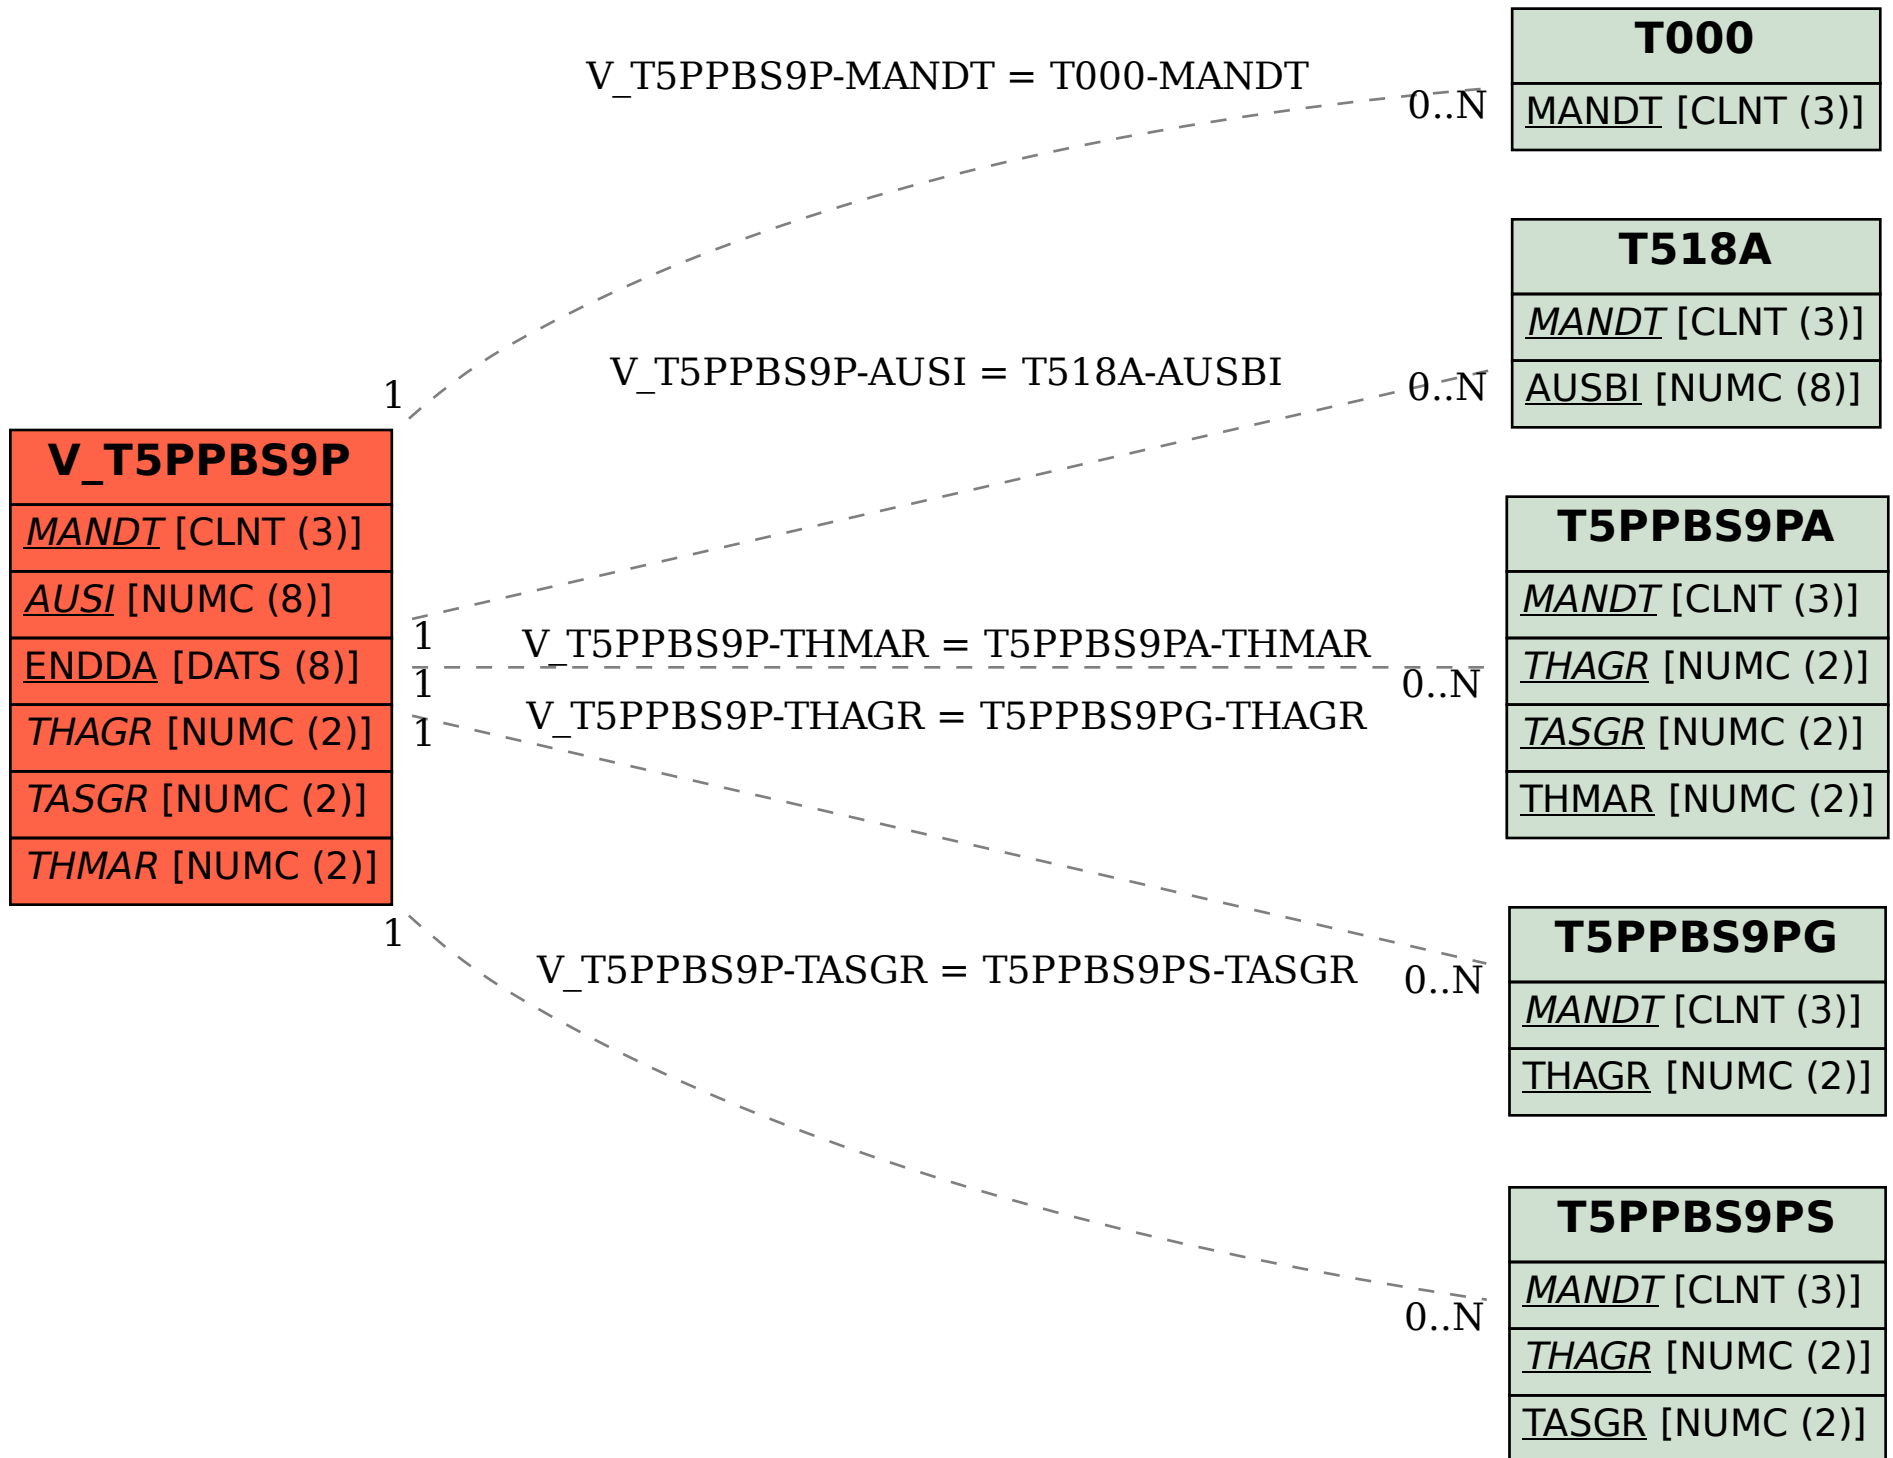 T000
MANDT [CLNT (3)]
V_T5PPBS9P-MANDT = T000-MANDT
0..N
1
T518A
MANDT [CLNT (3)]
AUSBI [NUMC (8)]
V_T5PPBS9P-AUSI = T518A-AUSBI
0..N
1
V_T5PPBS9P
MANDT [CLNT (3)]
AUSI [NUMC (8)]
ENDDA [DATS (8)]
THAGR [NUMC (2)]
TASGR [NUMC (2)]
THMAR [NUMC (2)]
V_T5PPBS9P-THMAR = T5PPBS9PA-THMAR
0..N
1
T5PPBS9PA
MANDT [CLNT (3)]
THAGR [NUMC (2)]
TASGR [NUMC (2)]
THMAR [NUMC (2)]
V_T5PPBS9P-THAGR = T5PPBS9PG-THAGR
1
0..N
T5PPBS9PG
MANDT [CLNT (3)]
THAGR [NUMC (2)]
1
V_T5PPBS9P-TASGR = T5PPBS9PS-TASGR
0..N
T5PPBS9PS
MANDT [CLNT (3)]
THAGR [NUMC (2)]
TASGR [NUMC (2)]